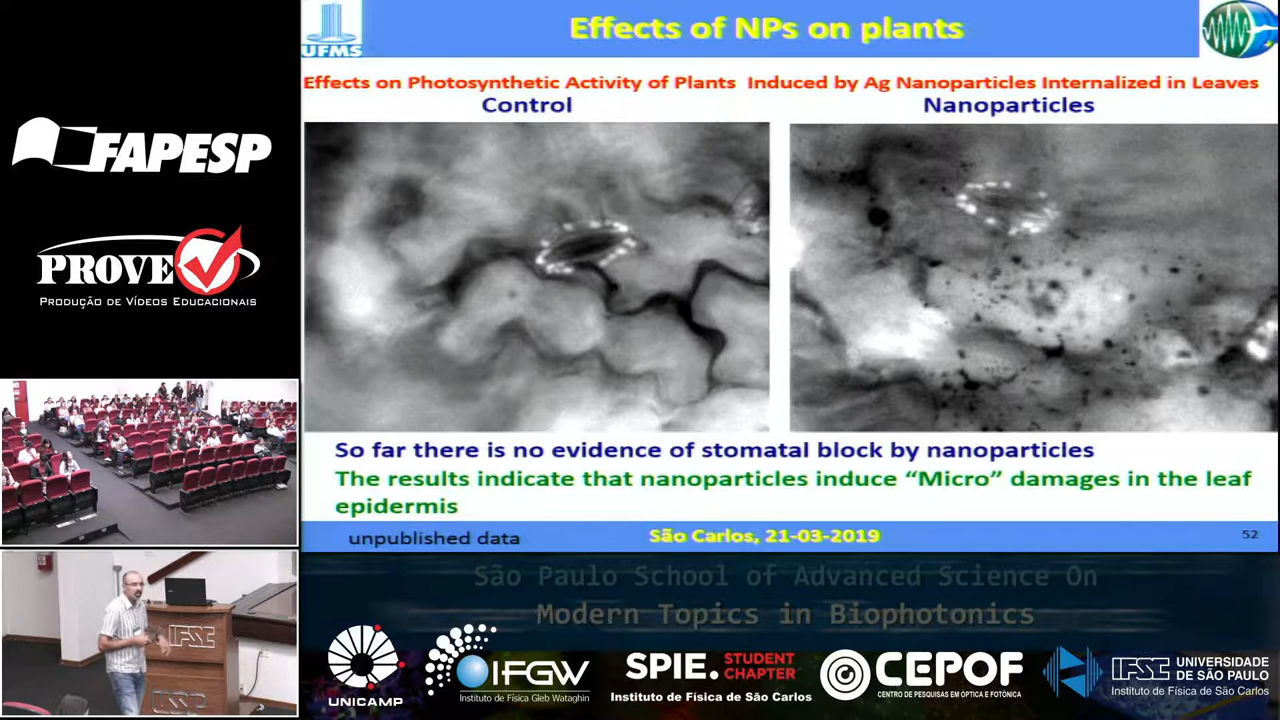 FAPESP
PROVE
PRODUÇÃO DE VÍDEOS EDUCACIONAIS
UFMS
Effects of NPs on plants
Effects on Photosynthetic Activity of Plants Induced by Ag Nanoparticles Internalized in Leaves
Control
Nanoparticles
So far there is no evidence of stomatal block by nanoparticles
The results indicate that nanoparticles induce “Micro” damages in the leaf
epidermis
unpublished data
São Carlos, 21-03-2019
52
IFSC
São Paulo School of Advanced Science On
Modern Topics in Biophotonics
UNICAMP
IFGW
Instituto de Física Gleb Wataghin
SPIE. STUDENT
CHAPTER
Instituto de Física de São Carlos
CEPOF
CENTRO DE PESQUISAS EM ÓPTICA E FOTÔNICA
IFSC UNIVERSIDADE
DE SÃO PAULO
Instituto de Física de São Carlos